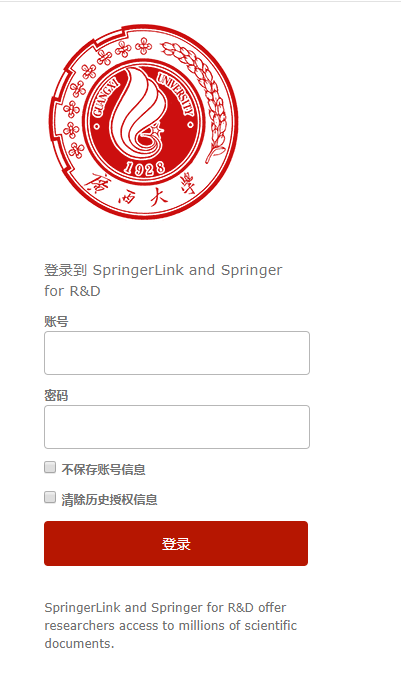 GUANGXI UNIVERSITY
1928
广西大学
登录到 SpringerLink and Springer
for R&D
账号
密码
不保存账号信息
清除历史授权信息
登录
SpringerLink and Springer for R&D offer
researchers access to millions of scientific
documents.